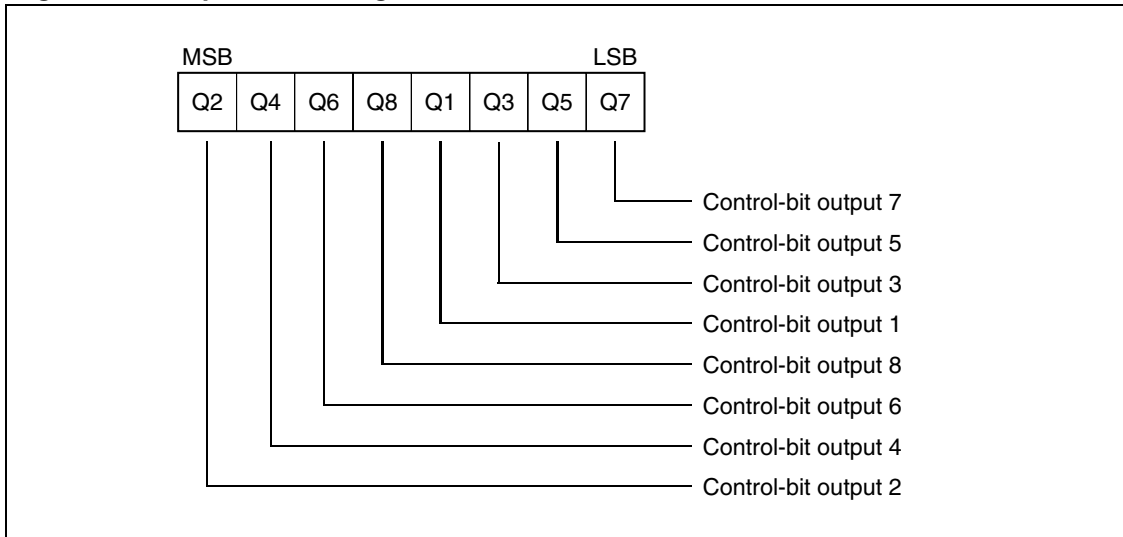 MSB LSB
Q2 Q4 Q6 Q8 Q1 Q3 Q5 Q7
Control-bit output 7
Control-bit output 5
Control-bit output 3
Control-bit output 1
Control-bit output 8
Control-bit output 6
Control-bit output 4
Control-bit output 2